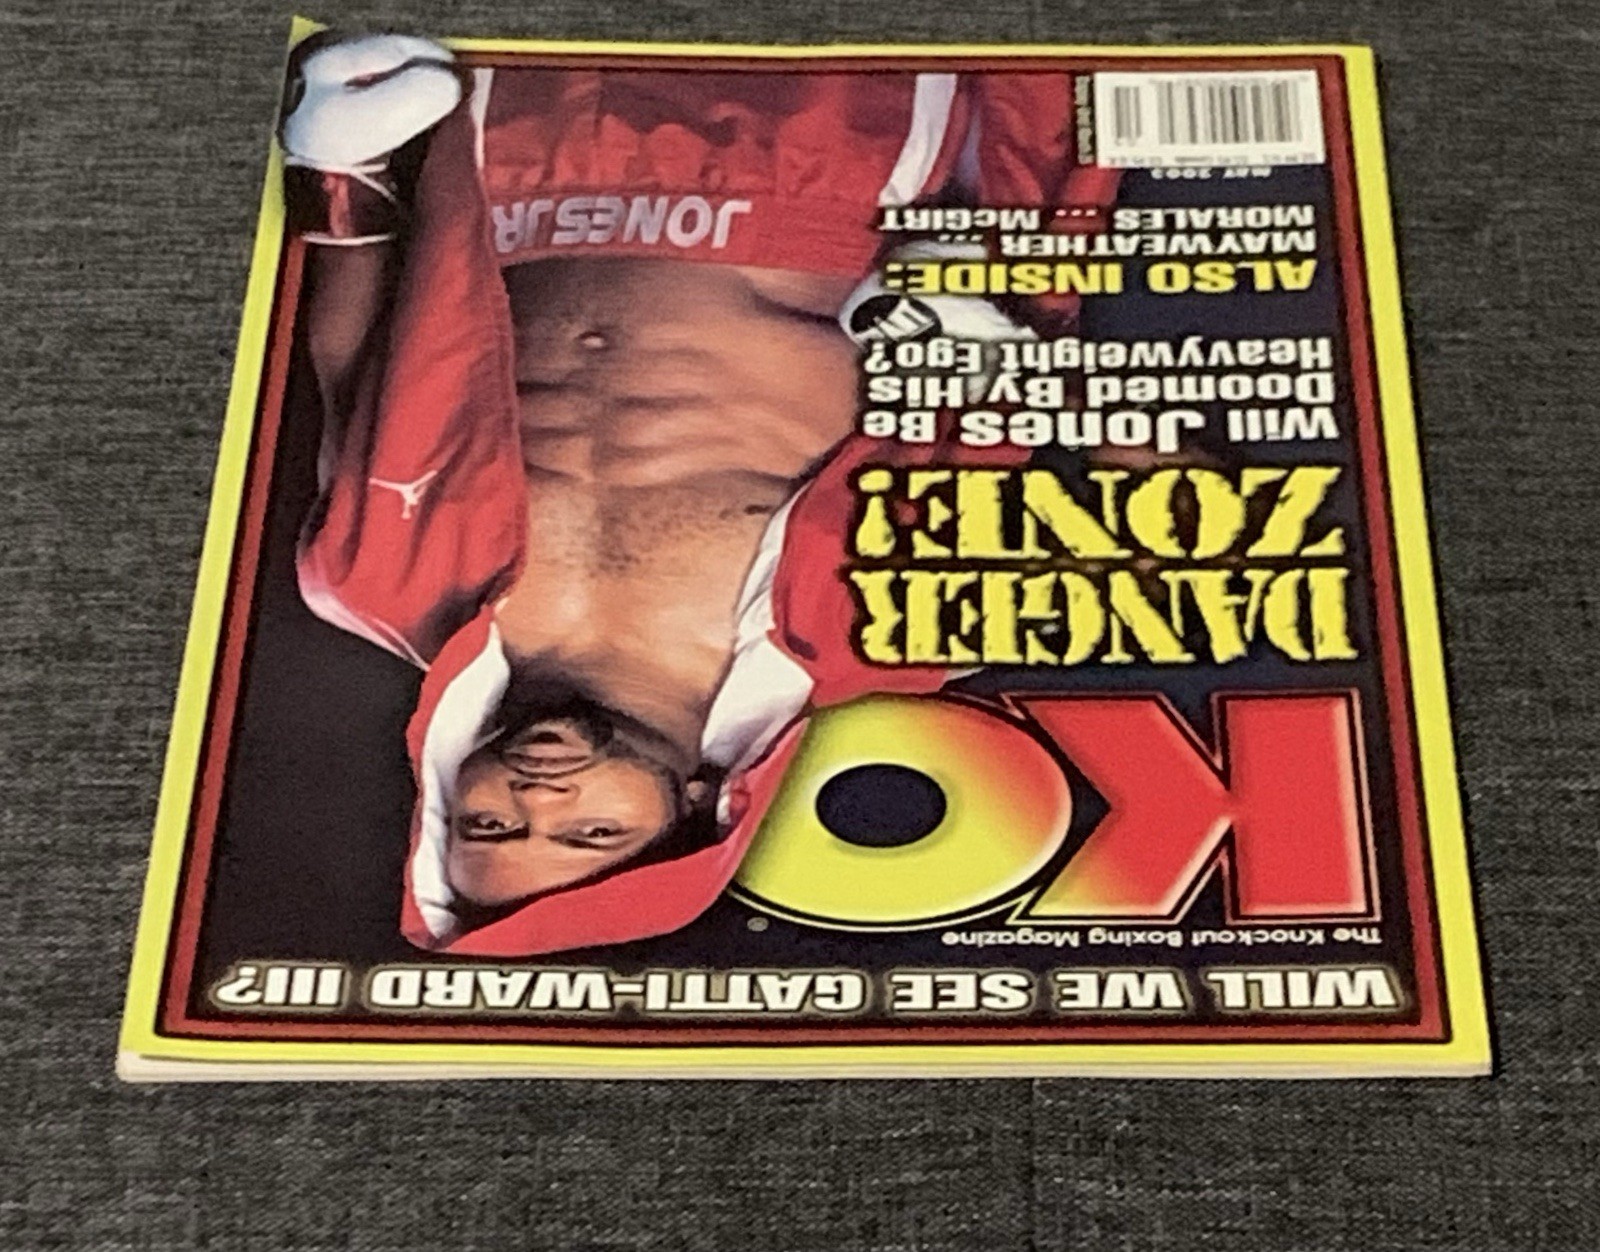 WILL WE SEE GATTI-WARD III?
The Knockout Boxing Magazine
KO
®
DANGER
ZONE!
Will Jones Be
Doomed By His
Heavyweight Ego?
ALSO INSIDE:
MAYWEATHER ...
MORALES ... McGIRT
MAY 2003
JONES JR